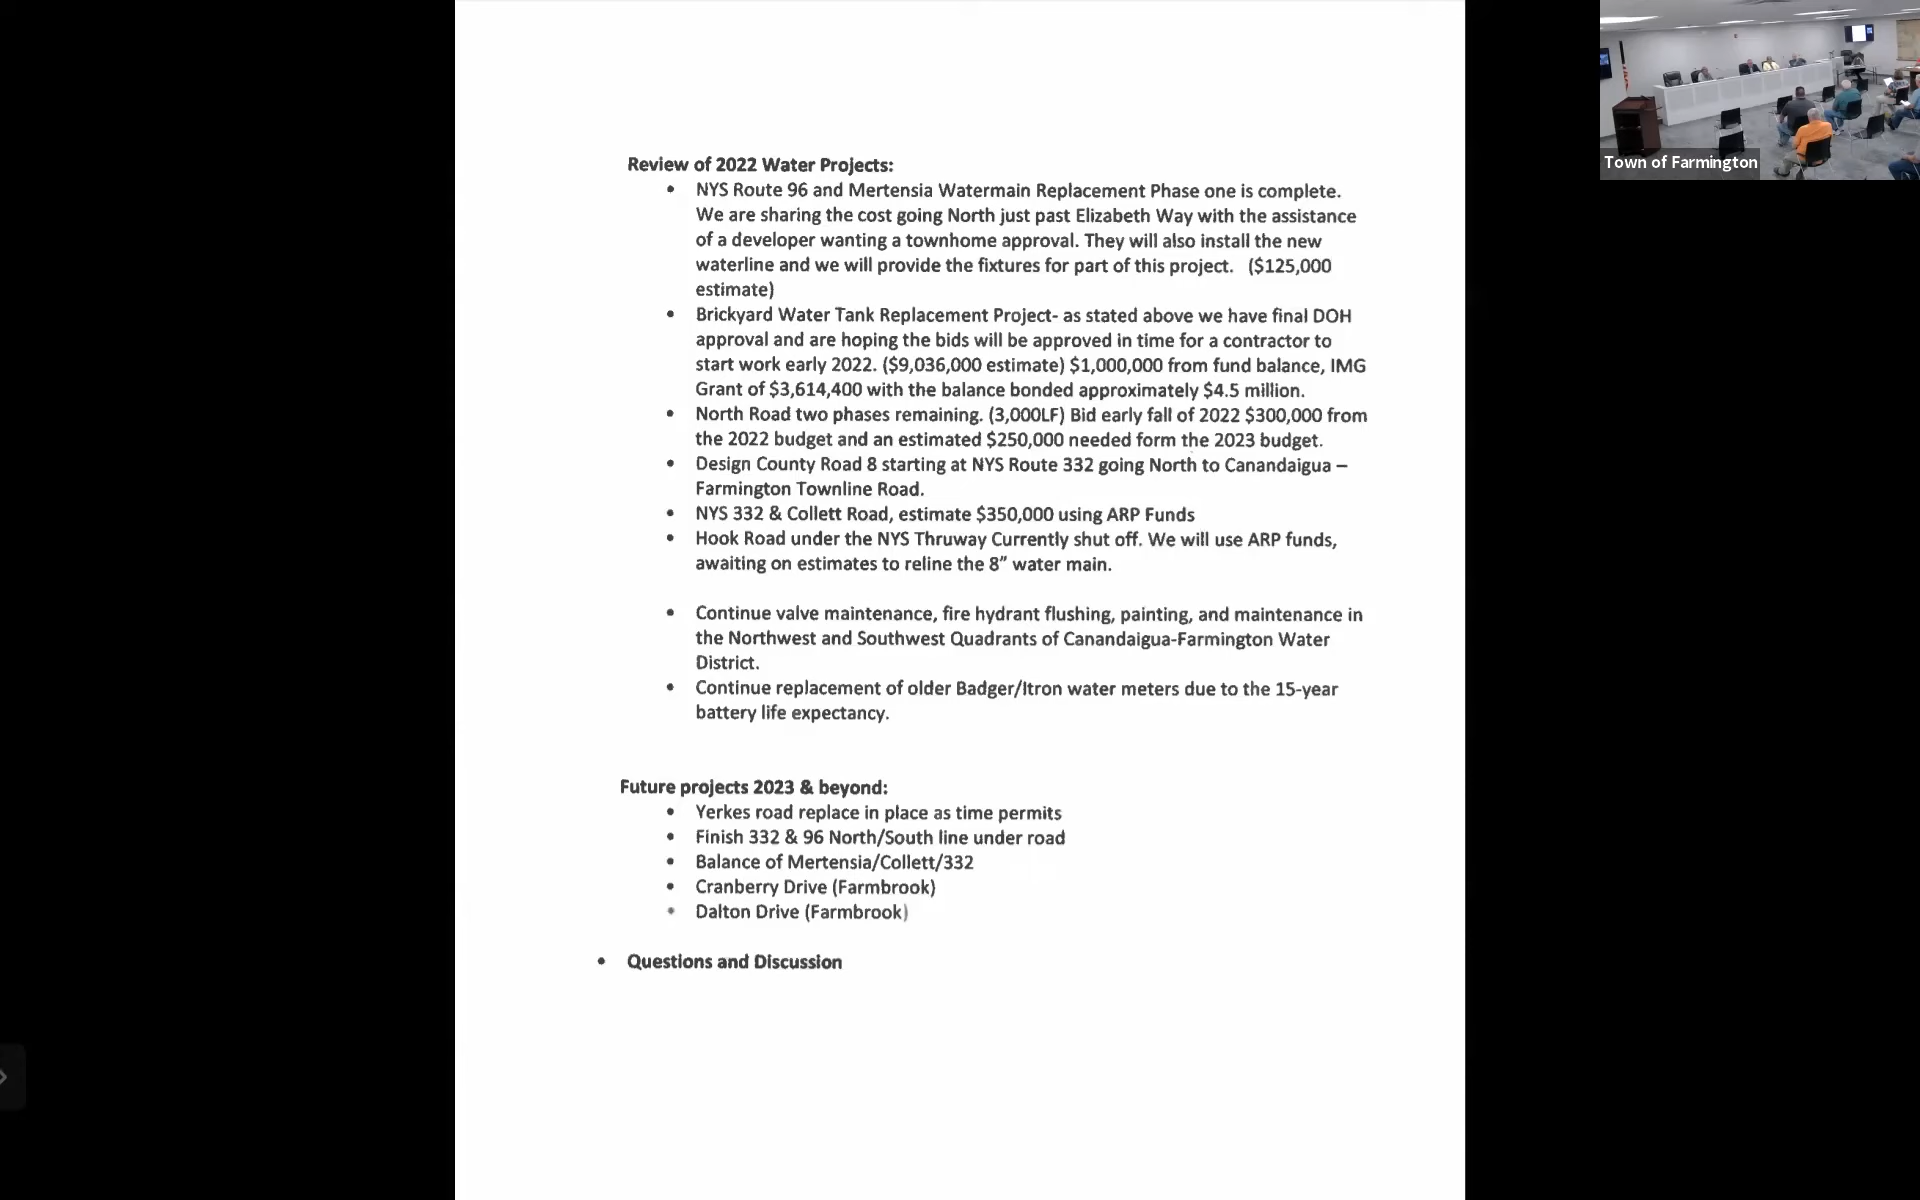 Review of 2022 Water Projects:
• NYS Route 96 and Mertensia Watermain Replacement Phase one is complete.
We are sharing the cost going North just past Elizabeth Way with the assistance
of a developer wanting a townhome approval. They will also install the new
waterline and we will provide the fixtures for part of this project. ($125,000
estimate)
• Brickyard Water Tank Replacement Project- as stated above we have final DOH
approval and are hoping the bids will be approved in time for a contractor to
start work early 2022. ($9,036,000 estimate) $1,000,000 from fund balance, IMG
Grant of $3,614,400 with the balance bonded approximately $4.5 million.
• North Road two phases remaining. (3,000LF) Bid early fall of 2022 $300,000 from
the 2022 budget and an estimated $250,000 needed form the 2023 budget.
• Design County Road 8 starting at NYS Route 332 going North to Canandaigua –
Farmington Townline Road.
• NYS 332 & Collett Road, estimate $350,000 using ARP Funds
• Hook Road under the NYS Thruway Currently shut off. We will use ARP funds,
awaiting on estimates to reline the 8" water main.
• Continue valve maintenance, fire hydrant flushing, painting, and maintenance in
the Northwest and Southwest Quadrants of Canandaigua-Farmington Water
District.
• Continue replacement of older Badger/Itron water meters due to the 15-year
battery life expectancy.
Future projects 2023 & beyond:
• Yerkes road replace in place as time permits
• Finish 332 & 96 North/South line under road
• Balance of Mertensia/Collett/332
• Cranberry Drive (Farmbrook)
• Dalton Drive (Farmbrook)
• Questions and Discussion
Town of Farmington